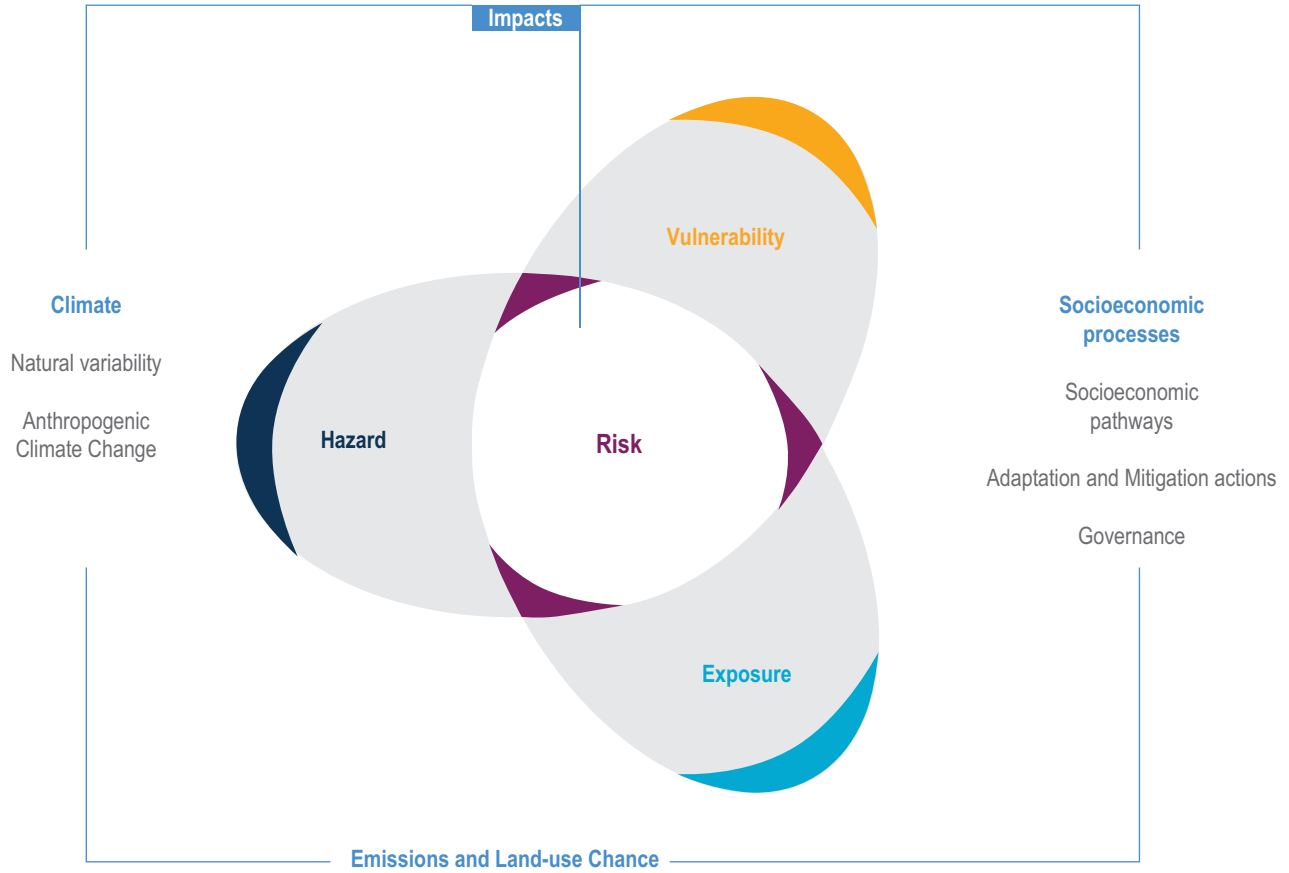 Impacts
Vulnerability
Climate
Natural variability
Anthropogenic
Climate Change
Hazard
Risk
Socioeconomic
processes
Socioeconomic
pathways
Adaptation and Mitigation actions
Governance
Exposure
Emissions and Land-use Chance